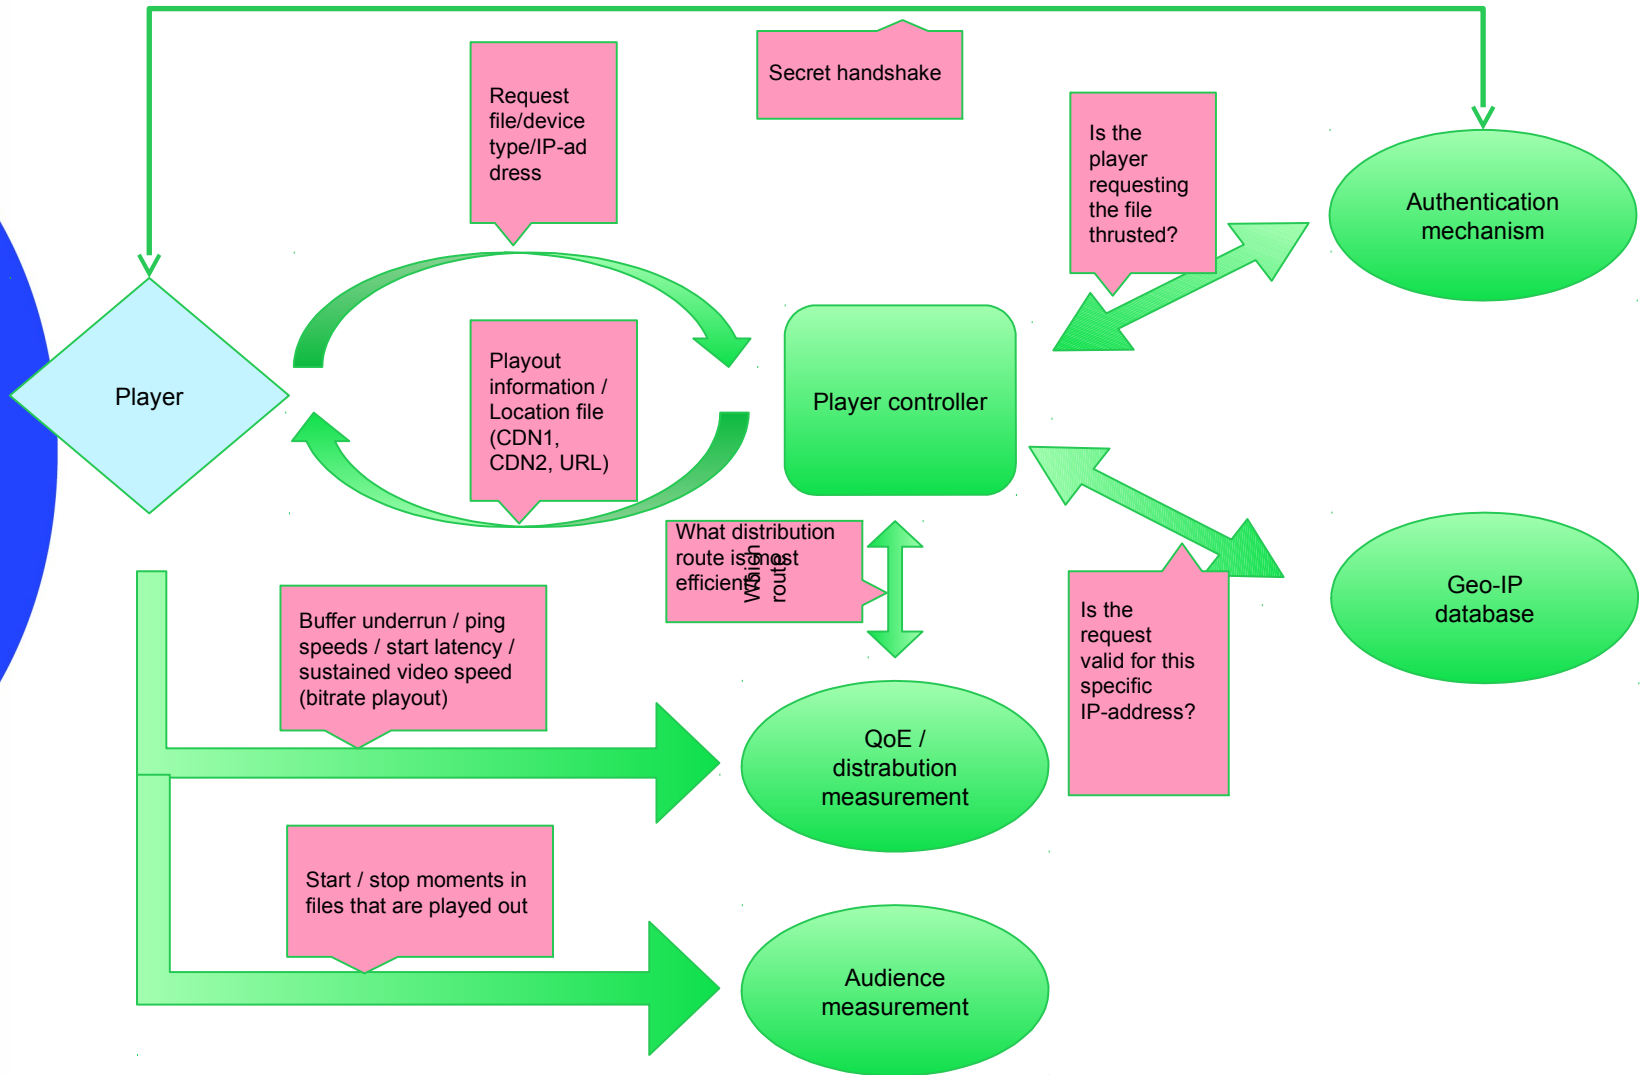 Secret handshake
Request
file/device
type/IP-ad
dress
Is the
player
requesting
the file
thrusted?
Authentication
mechanism
Player
Playout
information /
Location file
(CDN1,
CDN2, URL)
Player controller
What distribution
route is most
efficient?
Which
route
Geo-IP
database
Is the
request
valid for this
specific
IP-address?
Buffer underrun / ping
speeds / start latency /
sustained video speed
(bitrate playout)
QoE /
distrabution
measurement
Start / stop moments in
files that are played out
Audience
measurement